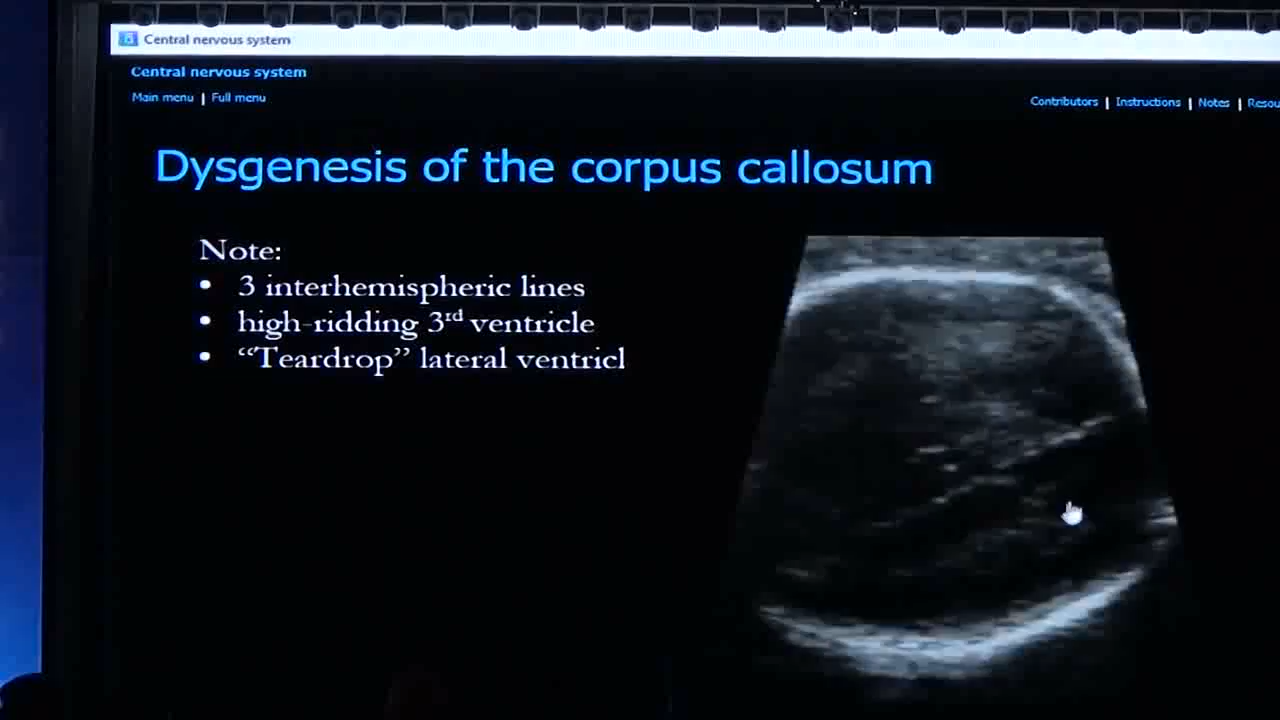 Central nervous system
Central nervous system
Main menu | Full menu
Contributors | Instructions | Notes | Resou
Dysgenesis of the corpus callosum
Note:
• 3 interhemispheric lines
• high-ridding 3rd ventricle
• “Teardrop” lateral ventricl